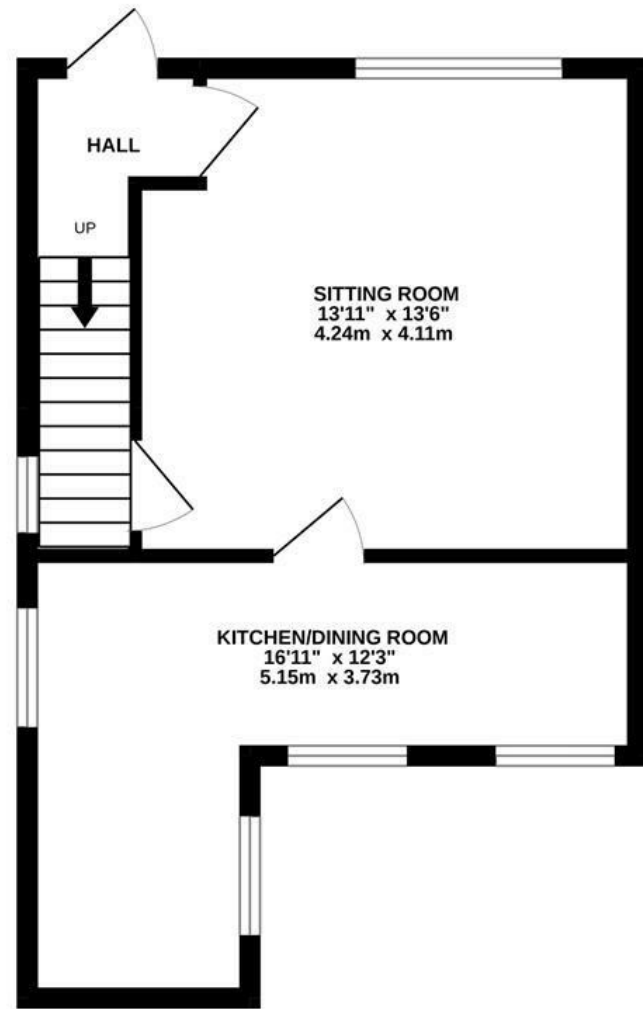 HALL
UP
SITTING ROOM
13'11" x 13'6"
4.24m x 4.11m
KITCHEN/DINING ROOM
16'11" x 12'3"
5.15m x 3.73m